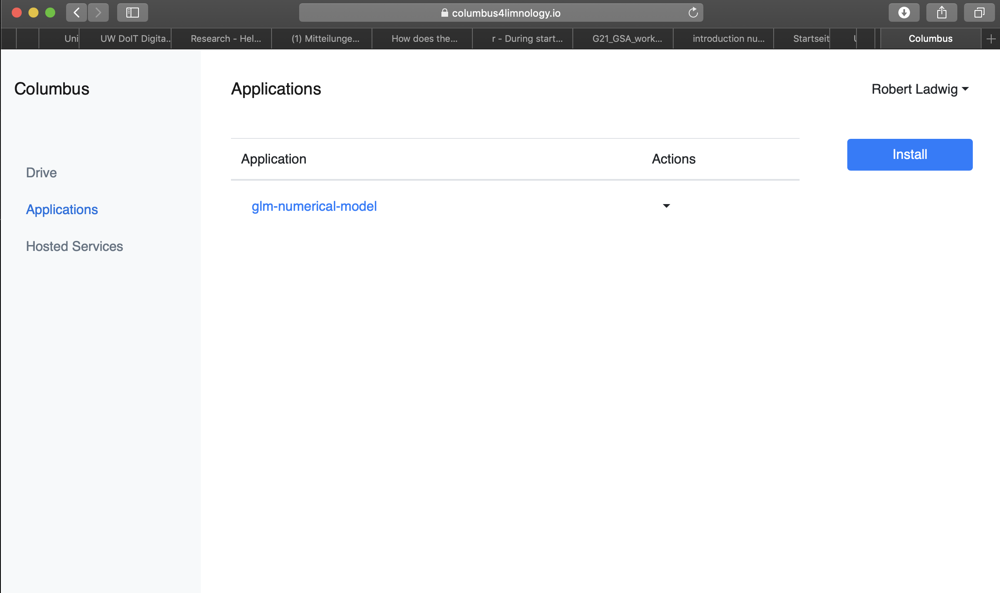 columbus4limnology.io
Uni
UW DoIT Digita..
Research - Hel...
(1) Mitteilunge...
How does the...
r - During start...
G21_GSA_work...
introduction nu...
Startseit
Columbus
Columbus
Applications
Robert Ladwig
Application
Actions
Install
Drive
glm-numerical-model
Applications
Hosted Services